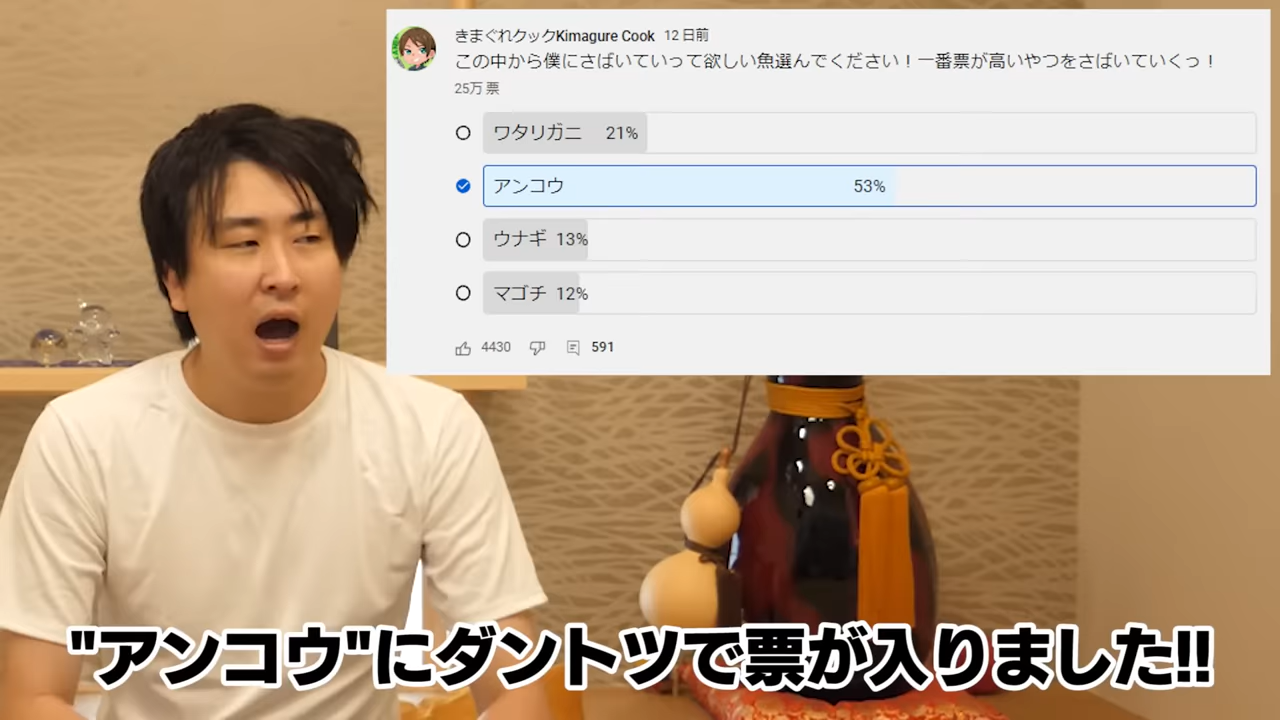 きまぐれクックKimagure Cook 12 日前
この中から僕にさばいていって欲しい魚選んでください！一番票が高いやつをさばいていくっ！
25万 票
ワタリガニ 21%
アンコウ 53%
ウナギ 13%
マゴチ 12%
4430 591
"アンコウ"にダントツで票が入りました!!